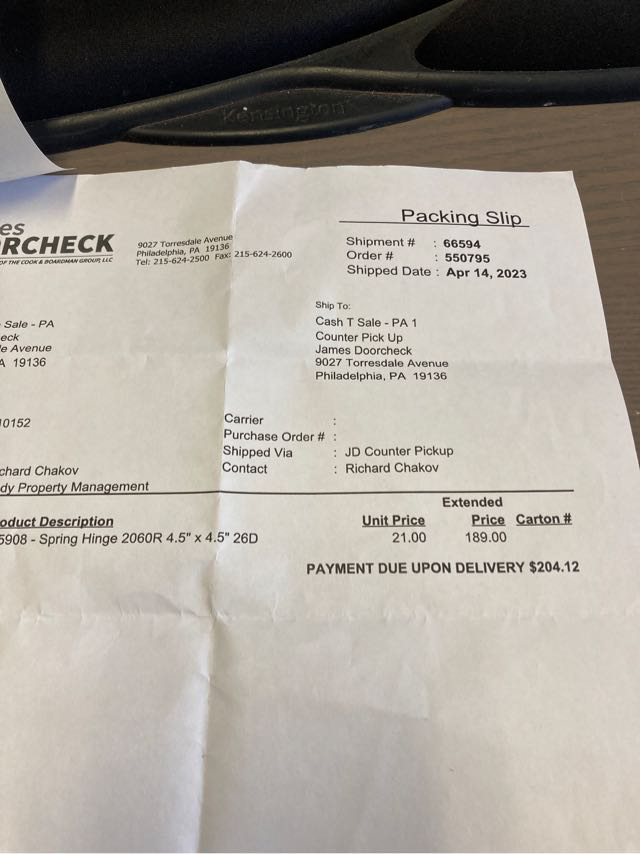 Kensington
es
RCHECK
OF THE COOK & BOARDMAN GROUP, LLC
9027 Torresdale Avenue
Philadelphia, PA 19136
Tel: 215-624-2500 Fax: 215-624-2600
Packing Slip
Shipment # : 66594
Order # : 550795
Shipped Date : Apr 14, 2023
Sale - PA
eck
e Avenue
A 19136
Ship To:
Cash T Sale - PA 1
Counter Pick Up
James Doorcheck
9027 Torresdale Avenue
Philadelphia, PA 19136
10152
chard Chakov
dy Property Management
Carrier :
Purchase Order # :
Shipped Via : JD Counter Pickup
Contact : Richard Chakov
oduct Description Unit Price Extended Price Carton #
5908 - Spring Hinge 2060R 4.5" x 4.5" 26D 21.00 189.00
PAYMENT DUE UPON DELIVERY $204.12